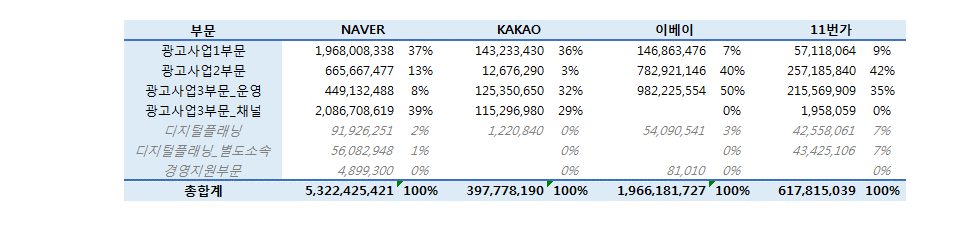 부문 NAVER KAKAO 이베이 11번가
광고사업1부문 1,968,008,338 37% 143,233,430 36% 146,863,476 7% 57,118,064 9%
광고사업2부문 665,667,477 13% 12,676,290 3% 782,921,146 40% 257,185,840 42%
광고사업3부문_운영 449,132,488 8% 125,350,650 32% 982,225,554 50% 215,569,909 35%
광고사업3부문_채널 2,086,708,619 39% 115,296,980 29% 0% 1,958,059 0%
디지털플래닝 91,926,251 2% 1,220,840 0% 54,090,541 3% 42,558,061 7%
디지털플래닝_별도소속 56,082,948 1% 0% 0% 43,425,106 7%
경영지원부문 4,899,300 0% 0% 81,010 0% 0%
총합계 5,322,425,421 100% 397,778,190 100% 1,966,181,727 100% 617,815,039 100%